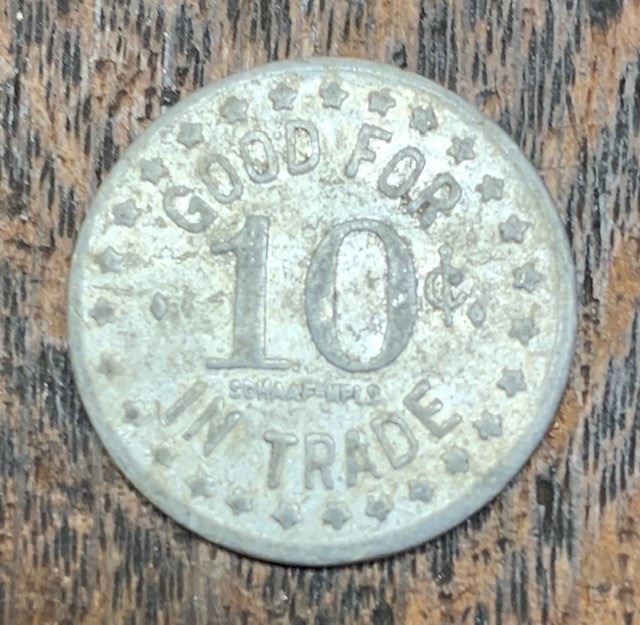 GOOD FOR
10¢
SCHAAF-MPLS
IN TRADE